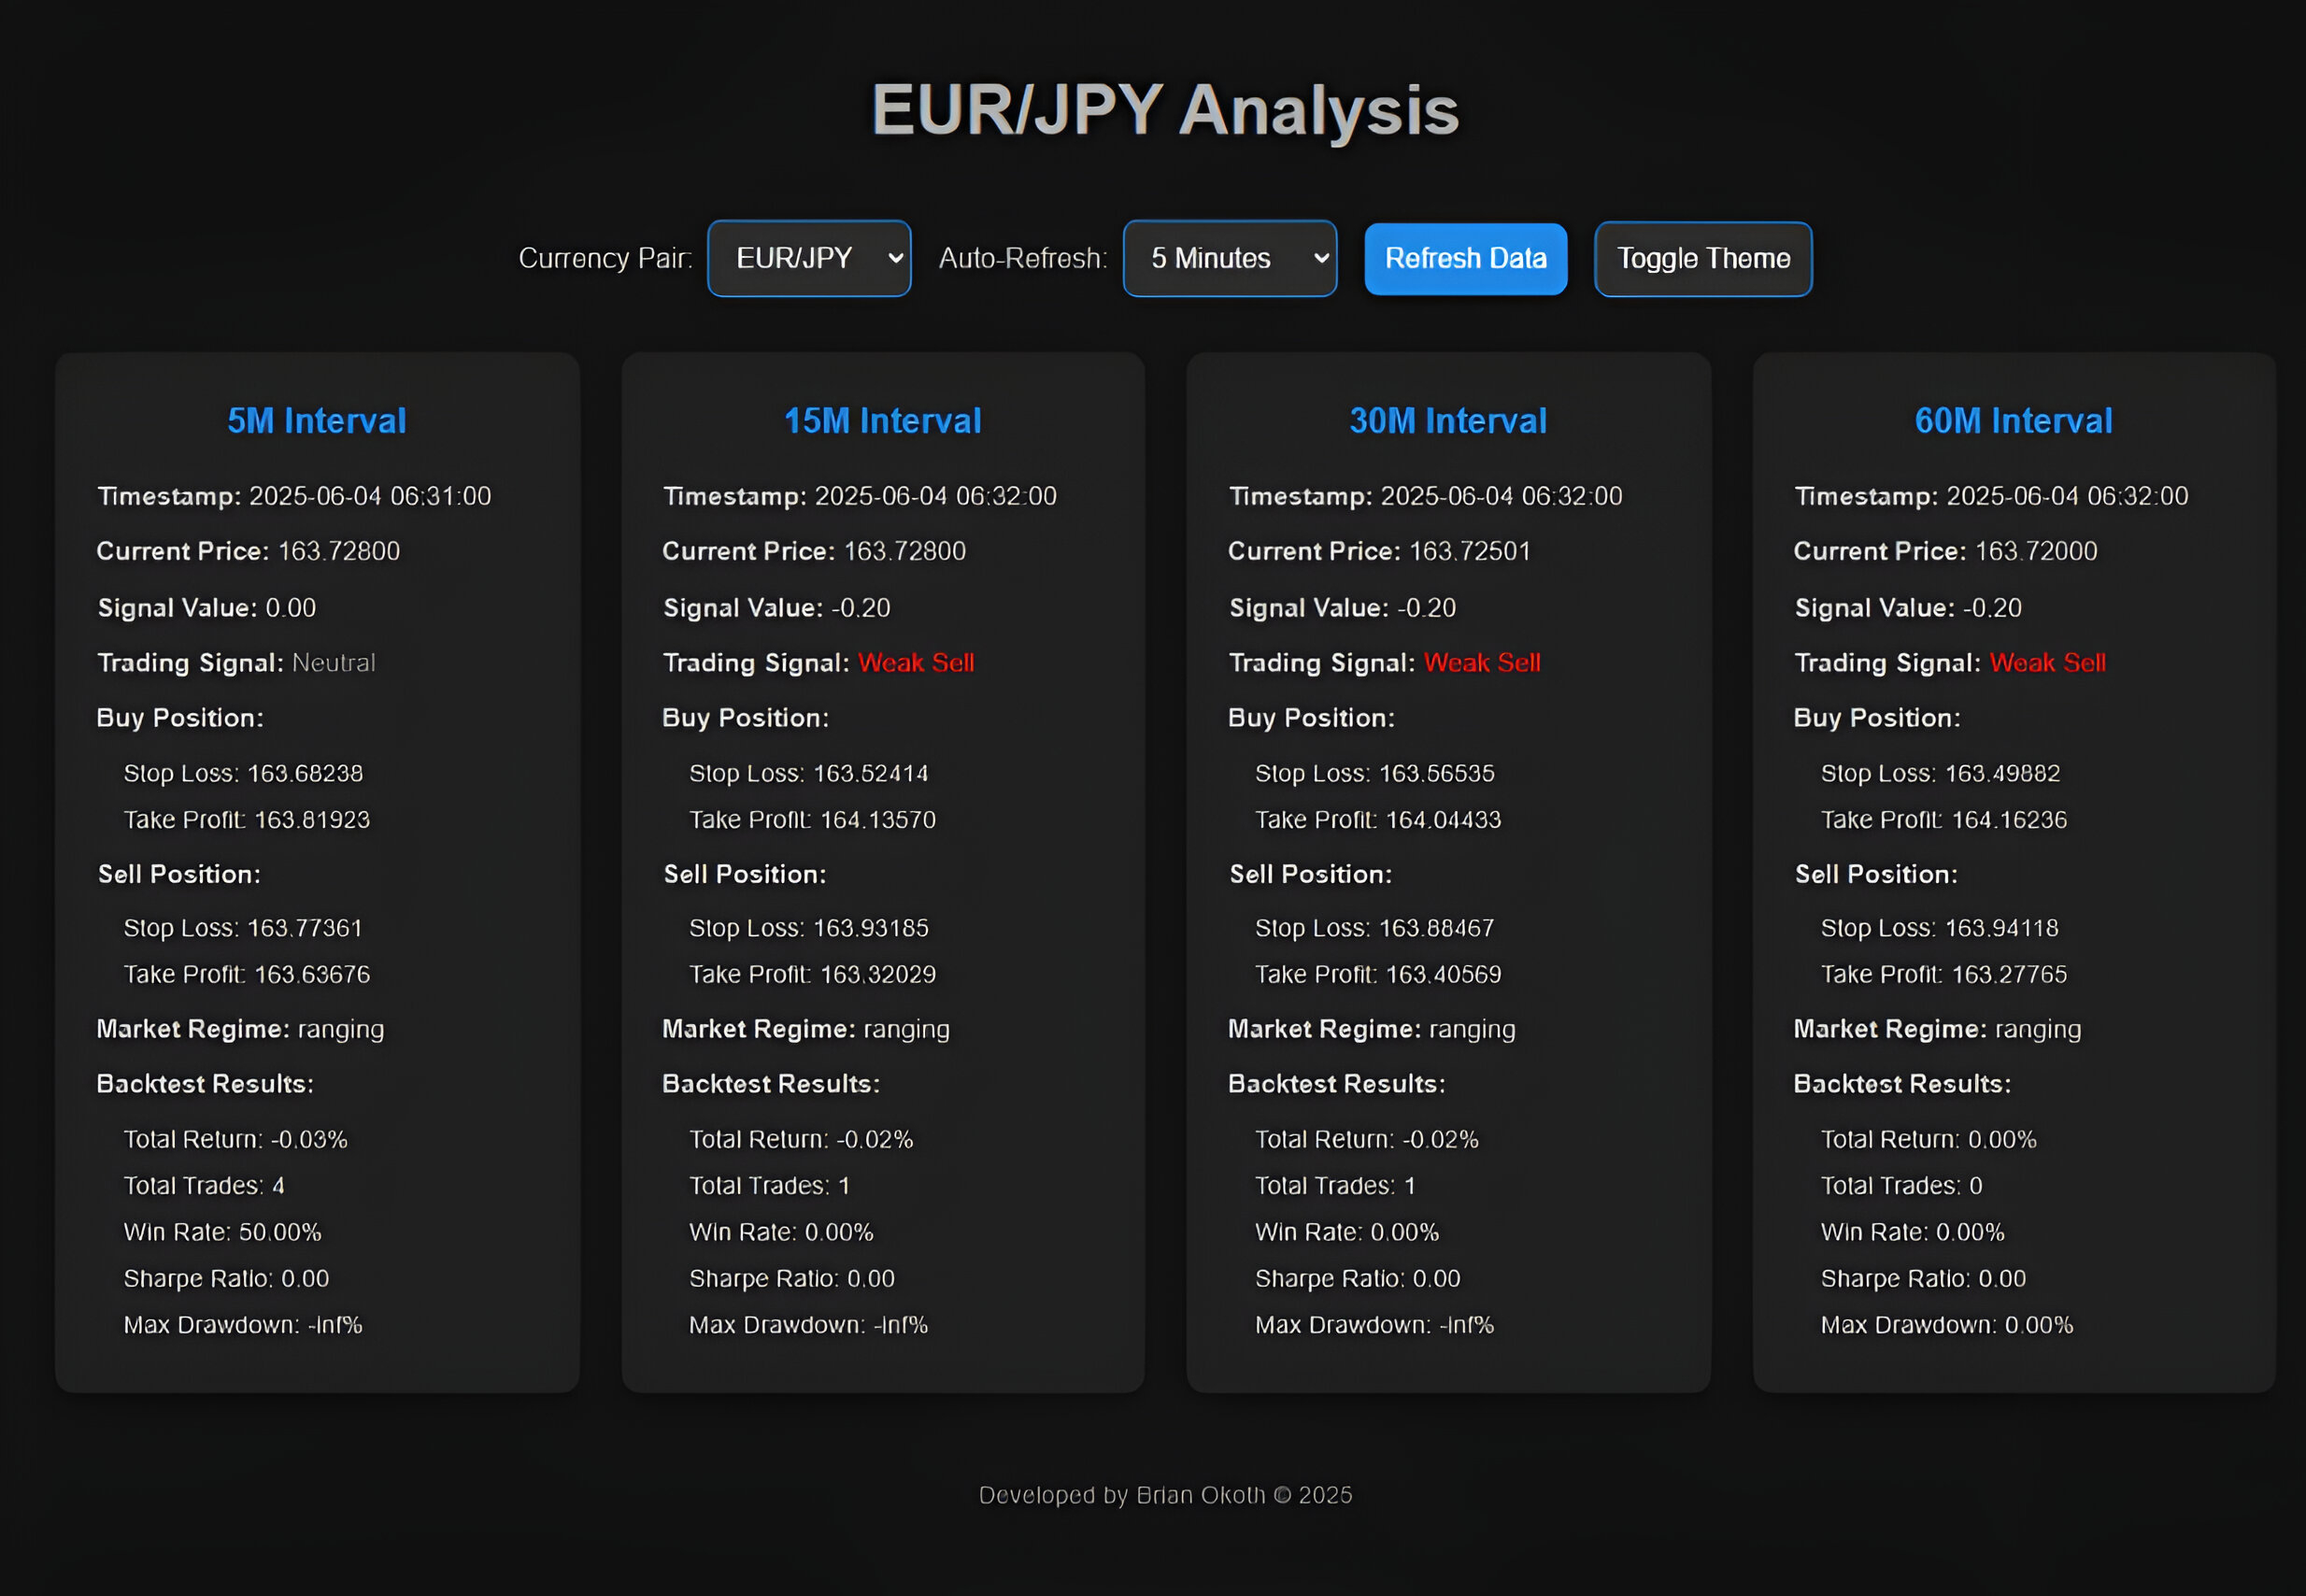 EUR/JPY Analysis
Currency Pair: EUR/JPY Auto-Refresh: 5 Minutes Refresh Data Toggle Theme
5M Interval
Timestamp: 2025-06-04 06:31:00
Current Price: 163.72800
Signal Value: 0.00
Trading Signal: Neutral
Buy Position:
Stop Loss: 163.68238
Take Profit: 163.81923
Sell Position:
Stop Loss: 163.77361
Take Profit: 163.63676
Market Regime: ranging
Backtest Results:
Total Return: -0.03%
Total Trades: 4
Win Rate: 50.00%
Sharpe Ratio: 0.00
Max Drawdown: -inf%
15M Interval
Timestamp: 2025-06-04 06:32:00
Current Price: 163.72800
Signal Value: -0.20
Trading Signal: Weak Sell
Buy Position:
Stop Loss: 163.52414
Take Profit: 164.13570
Sell Position:
Stop Loss: 163.93185
Take Profit: 163.32029
Market Regime: ranging
Backtest Results:
Total Return: -0.02%
Total Trades: 1
Win Rate: 0.00%
Sharpe Ratio: 0.00
Max Drawdown: -inf%
30M Interval
Timestamp: 2025-06-04 06:32:00
Current Price: 163.72501
Signal Value: -0.20
Trading Signal: Weak Sell
Buy Position:
Stop Loss: 163.56535
Take Profit: 164.04433
Sell Position:
Stop Loss: 163.88467
Take Profit: 163.40569
Market Regime: ranging
Backtest Results:
Total Return: -0.02%
Total Trades: 1
Win Rate: 0.00%
Sharpe Ratio: 0.00
Max Drawdown: -inf%
60M Interval
Timestamp: 2025-06-04 06:32:00
Current Price: 163.72000
Signal Value: -0.20
Trading Signal: Weak Sell
Buy Position:
Stop Loss: 163.49882
Take Profit: 164.16236
Sell Position:
Stop Loss: 163.94118
Take Profit: 163.27765
Market Regime: ranging
Backtest Results:
Total Return: 0.00%
Total Trades: 0
Win Rate: 0.00%
Sharpe Ratio: 0.00
Max Drawdown: 0.00%
Developed by Brian Okoth © 2025